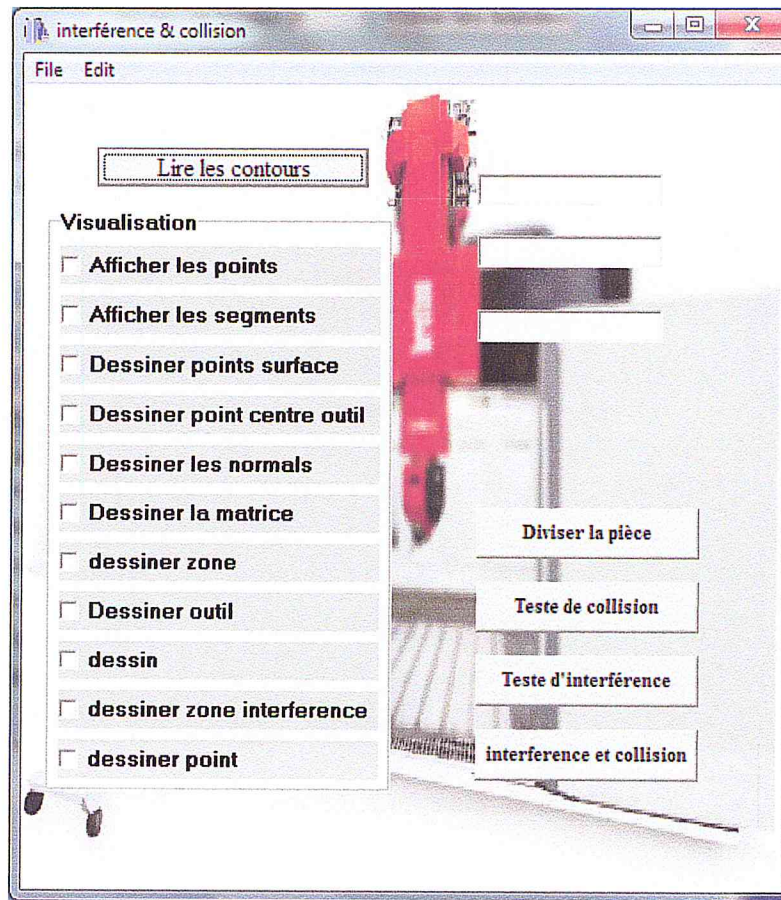 interférence & collision
File Edit
Lire les contours
Visualisation
Afficher les points
Afficher les segments
Dessiner points surface
Dessiner point centre outil
Dessiner les normals
Dessiner la matrice
dessiner zone
Dessiner outil
dessin
dessiner zone interference
dessiner point
Diviser la pièce
Teste de collision
Teste d'interférence
interference et collision